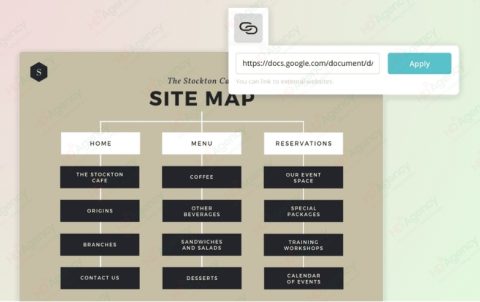 https://docs.google.com/document/d/
Apply
You can link to external websites.
S
The Stockton Ca
SITE MAP
HOME
MENU
RESERVATIONS
THE STOCKTON
CAFE
COFFEE
OUR EVENT
SPACE
ORIGINS
OTHER
BEVERAGES
SPECIAL
PACKAGES
BRANCHES
SANDWICHES
AND SALADS
TRAINING
WORKSHOPS
CONTACT US
DESSERTS
CALENDAR
OF EVENTS